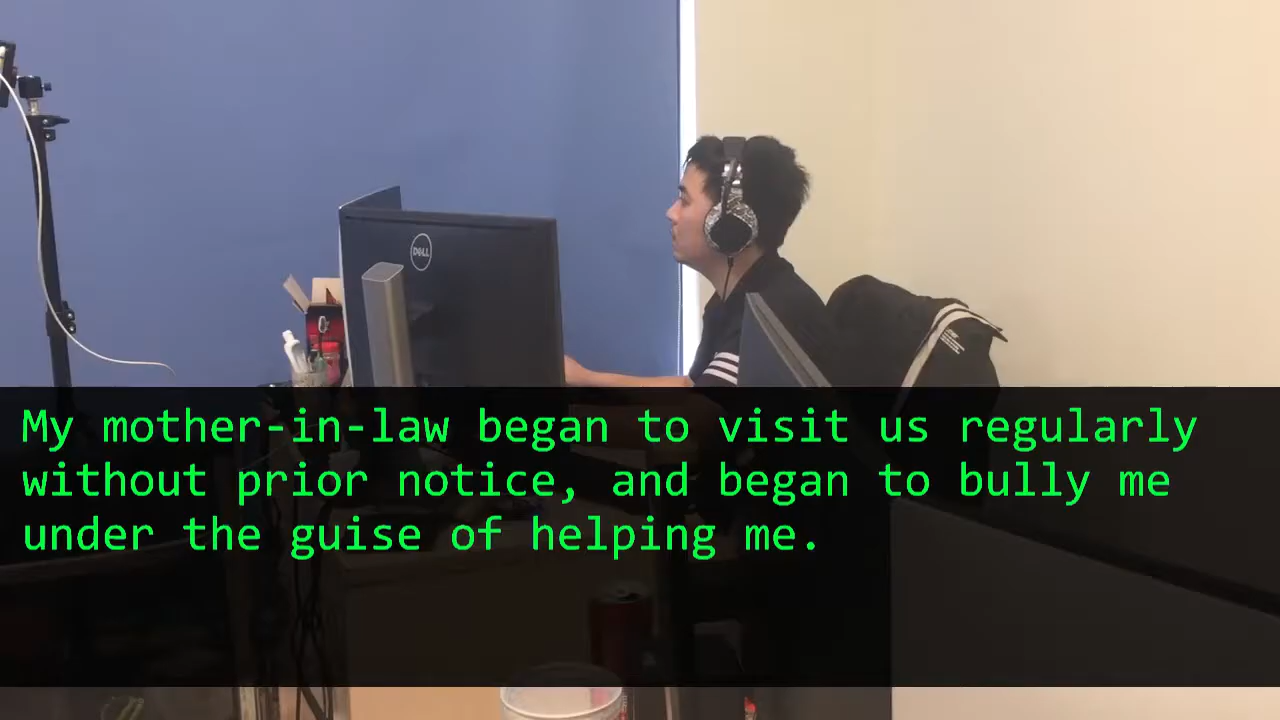 DELL
My mother-in-law began to visit us regularly
without prior notice, and began to bully me
under the guise of helping me.